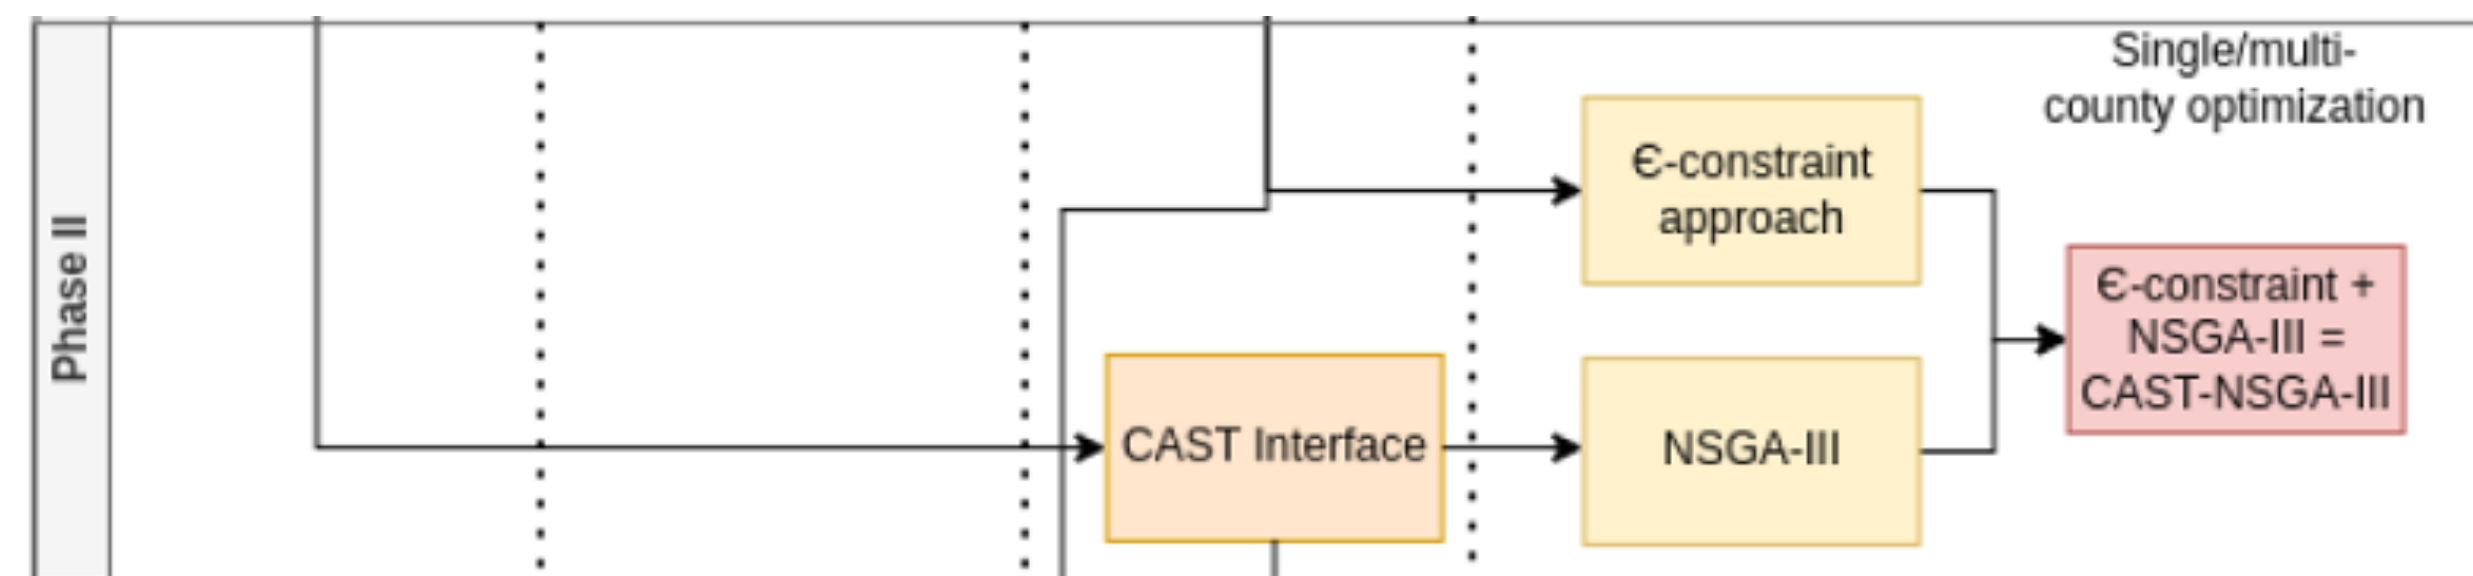 Phase II
Single/multi-
county optimization
Є-constraint
approach
Є-constraint +
NSGA-III =
CAST-NSGA-III
CAST Interface
NSGA-III